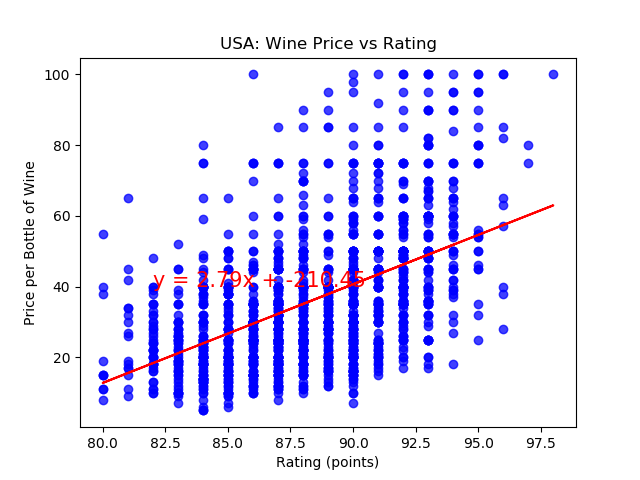 USA: Wine Price vs Rating
Price per Bottle of Wine
100
80
60
40
20
y = 2.79x + -210.45
80.0 82.5 85.0 87.5 90.0 92.5 95.0 97.5
Rating (points)